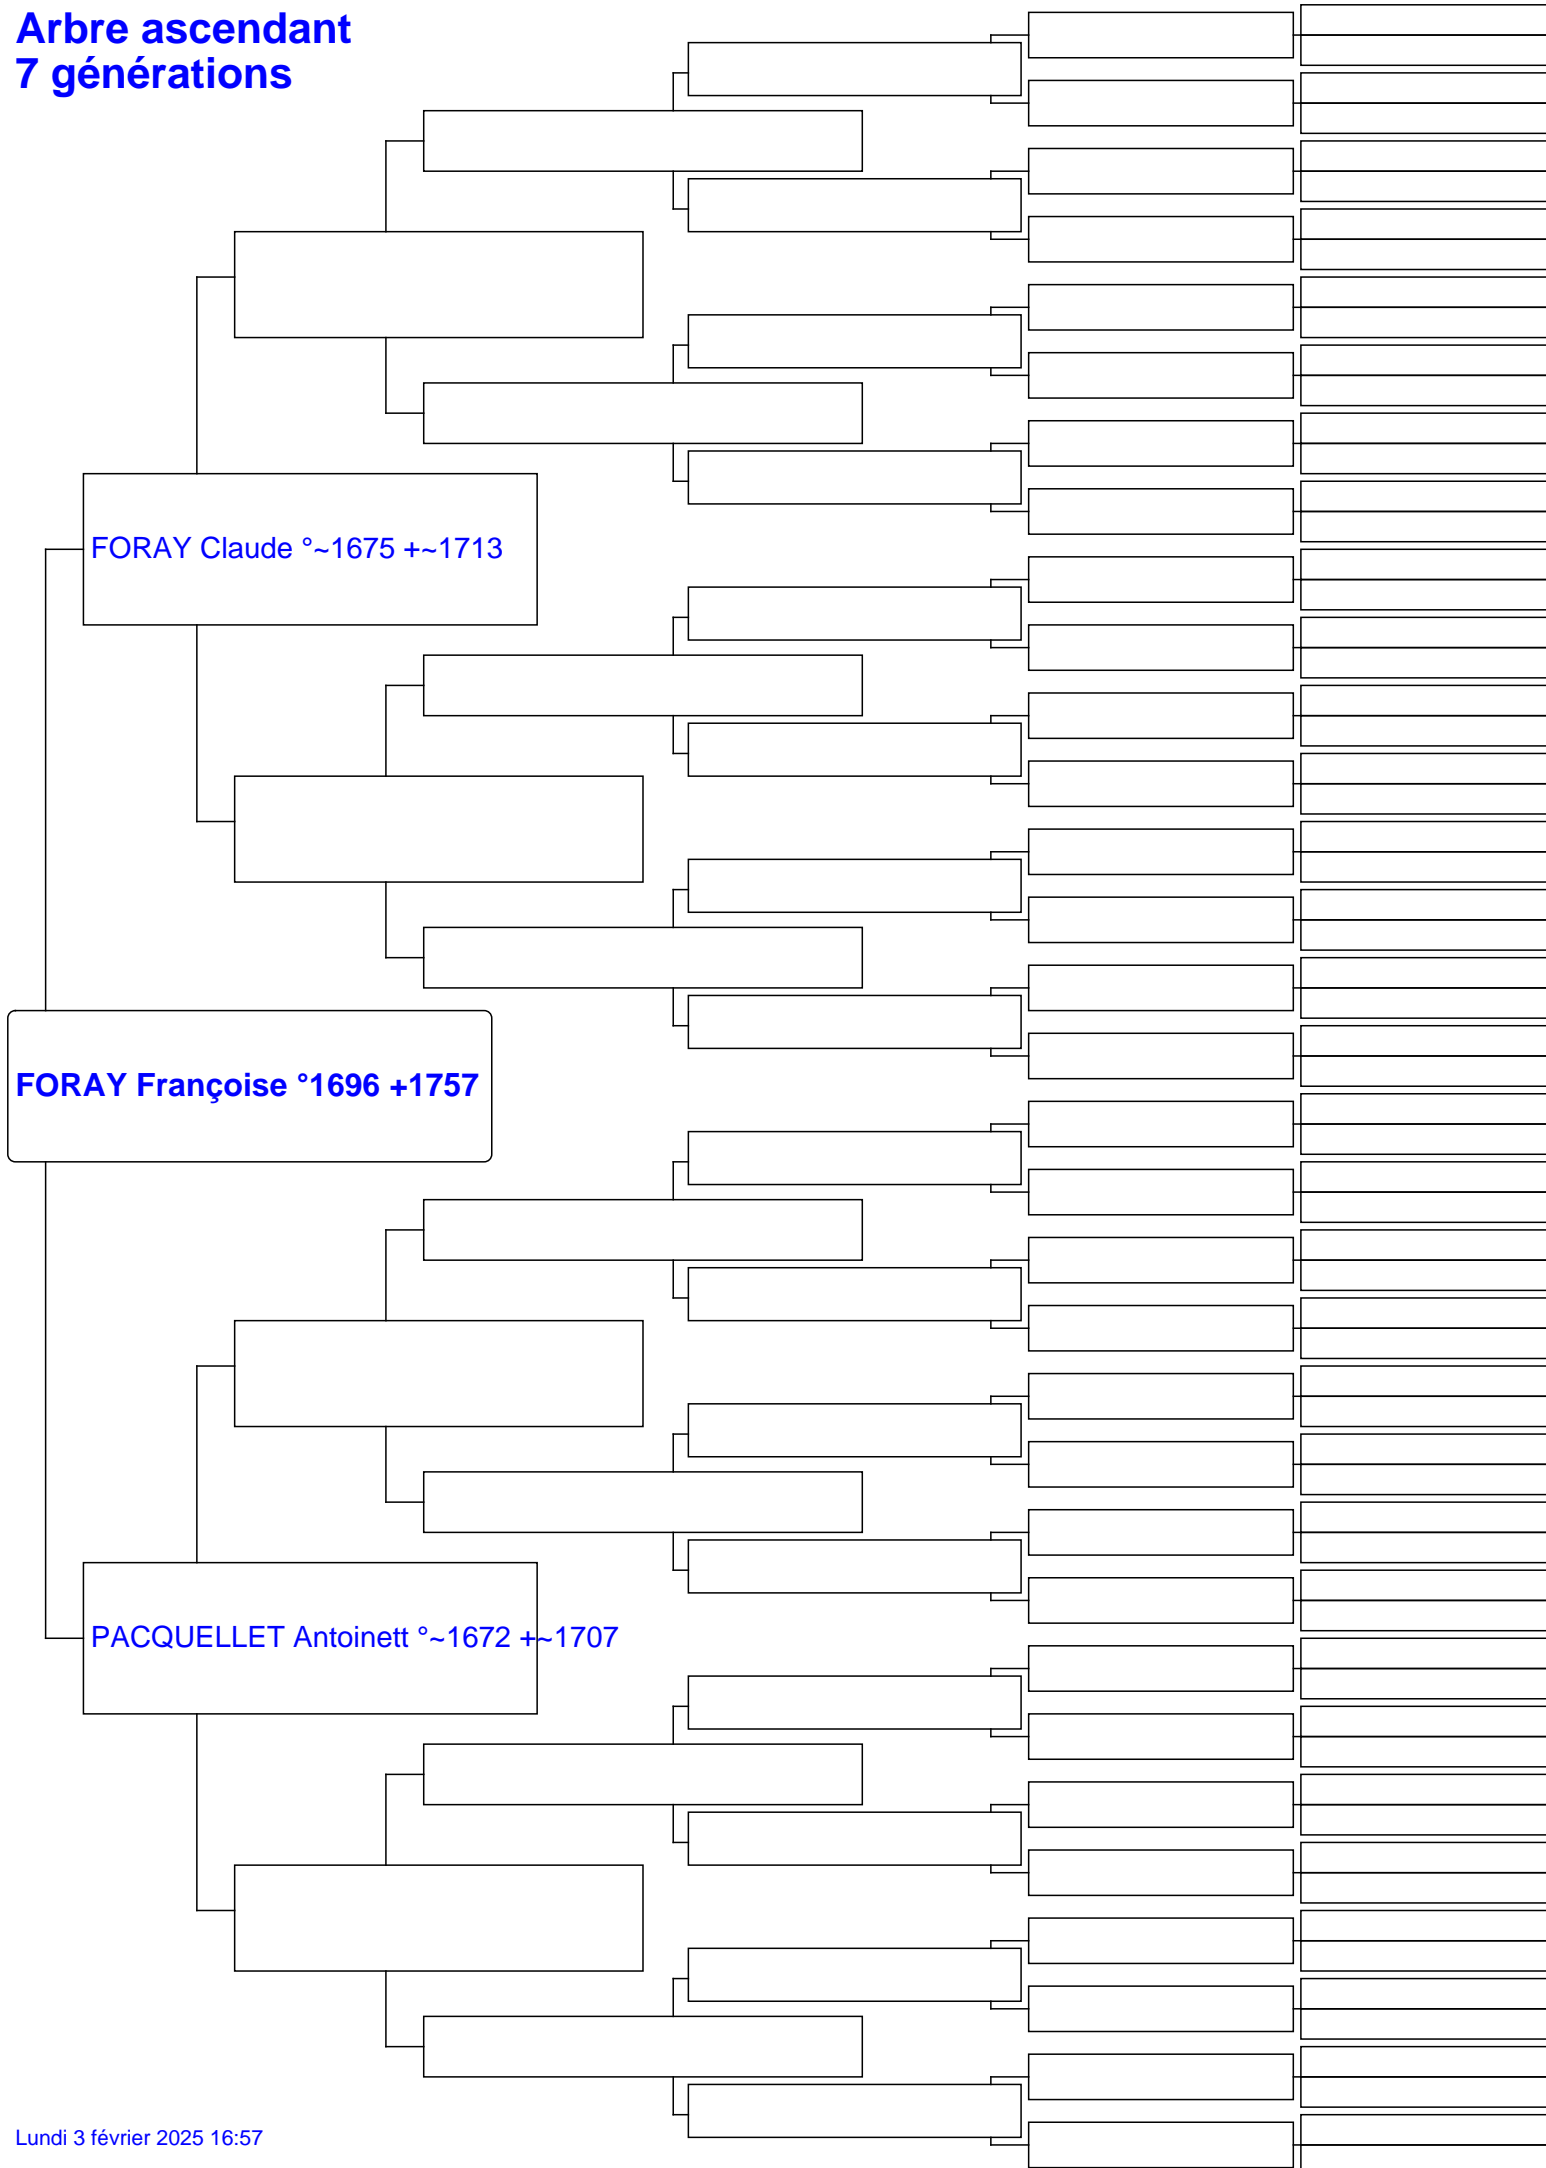 Arbre ascendant
7 générations
FORAY Claude °~1675 +~1713
FORAY Françoise °1696 +1757
PACQUELLET Antoinett °~1672 +~1707
Lundi 3 février 2025 16:57